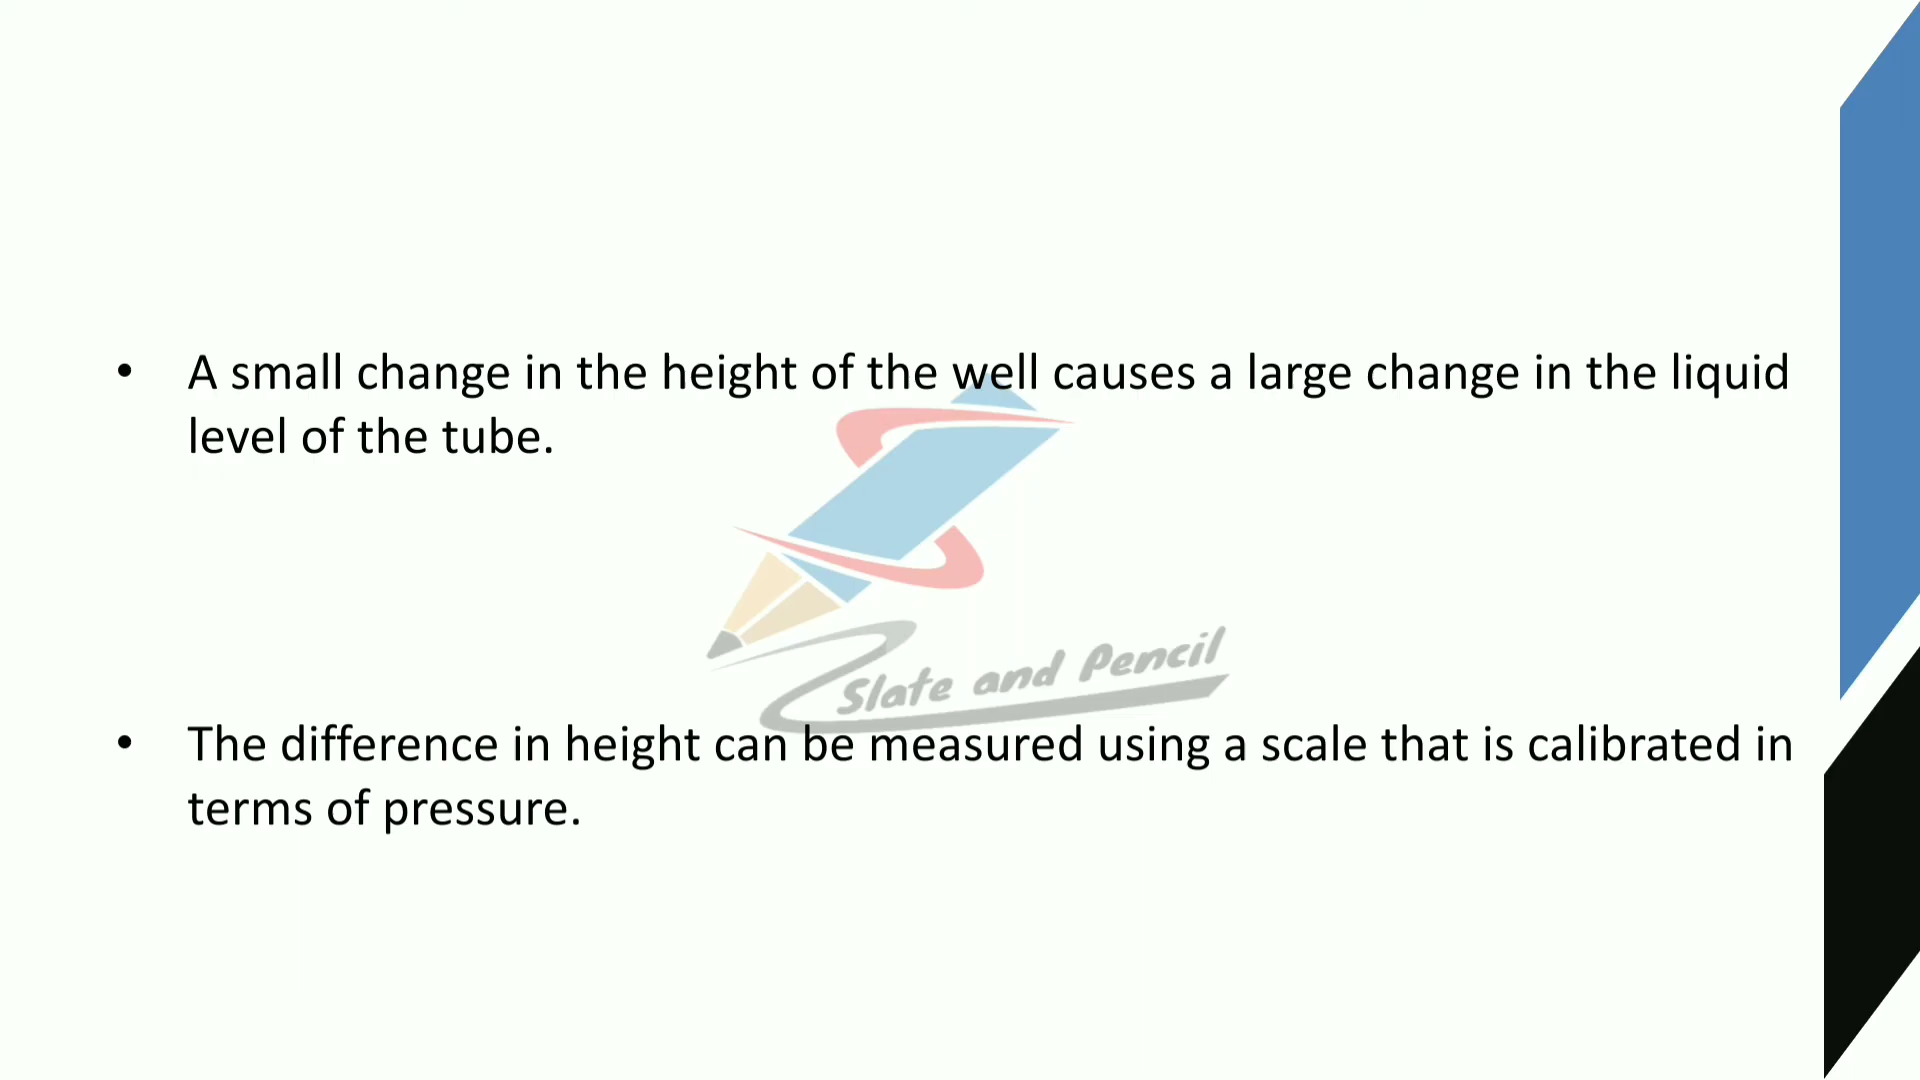 • A small change in the height of the well causes a large change in the liquid
level of the tube.
Slate and Pencil
• The difference in height can be measured using a scale that is calibrated in
terms of pressure.